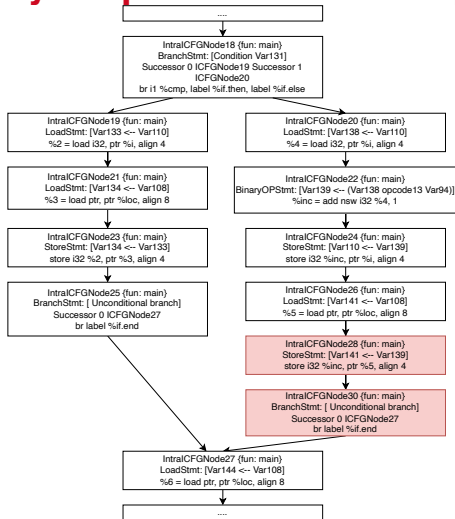 ....
IntraICFGNode18 {fun: main}
BranchStmt: [Condition Var131]
Successor 0 ICFGNode19 Successor 1
ICFGNode20
br i1 %cmp, label %if.then, label %if.else
IntraICFGNode19 {fun: main}
LoadStmt: [Var133 <-- Var110]
%2 = load i32, ptr %i, align 4
IntraICFGNode20 {fun: main}
LoadStmt: [Var138 <-- Var110]
%4 = load i32, ptr %i, align 4
IntraICFGNode21 {fun: main}
LoadStmt: [Var134 <-- Var108]
%3 = load ptr, ptr %loc, align 8
IntraICFGNode22 {fun: main}
BinaryOPStmt: [Var139 <-- (Var138 opcode13 Var94)]
%inc = add nsw i32 %4, 1
IntraICFGNode23 {fun: main}
StoreStmt: [Var134 <-- Var133]
store i32 %2, ptr %3, align 4
IntraICFGNode24 {fun: main}
StoreStmt: [Var110 <-- Var139]
store i32 %inc, ptr %i, align 4
IntraICFGNode25 {fun: main}
BranchStmt: [ Unconditional branch]
Successor 0 ICFGNode27
br label %if.end
IntraICFGNode26 {fun: main}
LoadStmt: [Var141 <-- Var108]
%5 = load ptr, ptr %loc, align 8
IntraICFGNode28 {fun: main}
StoreStmt: [Var141 <-- Var139]
store i32 %inc, ptr %5, align 4
IntraICFGNode30 {fun: main}
BranchStmt: [ Unconditional branch]
Successor 0 ICFGNode27
br label %if.end
IntraICFGNode27 {fun: main}
LoadStmt: [Var144 <-- Var108]
%6 = load ptr, ptr %loc, align 8
....